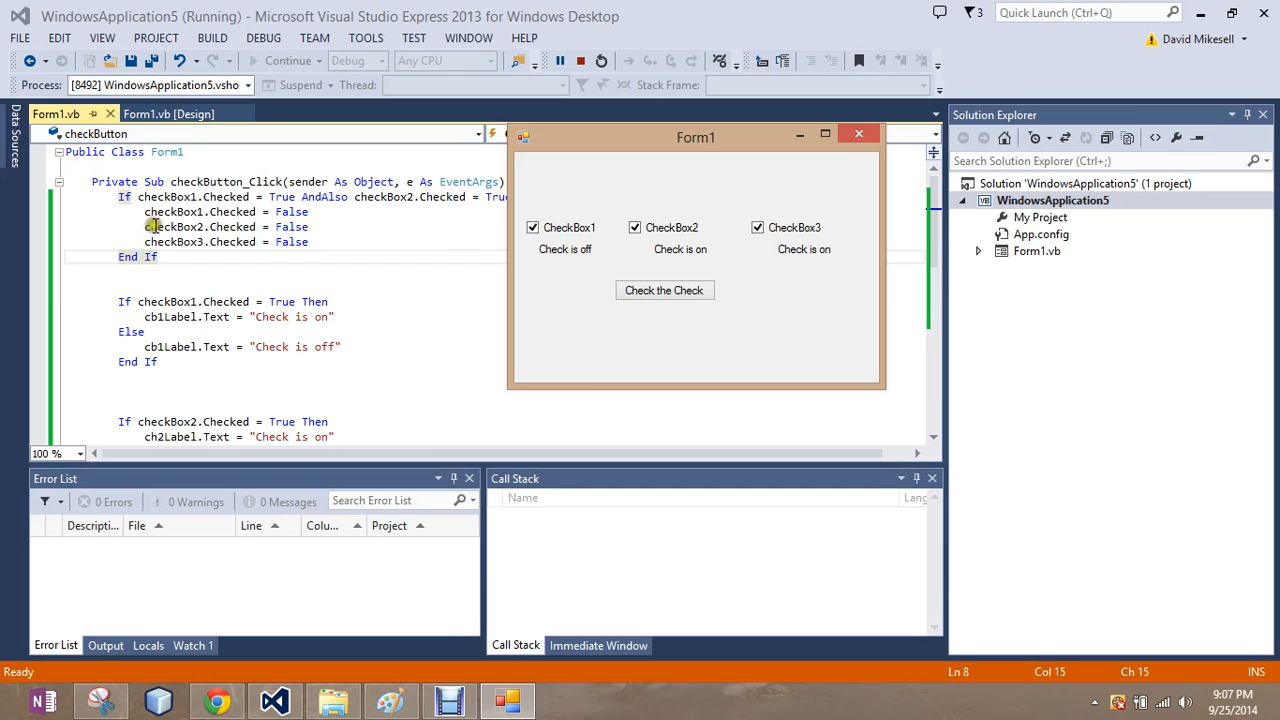 WindowsApplication5 (Running) - Microsoft Visual Studio Express 2013 for Windows Desktop
3
Quick Launch (Ctrl+Q)
FILE EDIT VIEW PROJECT BUILD DEBUG TEAM TOOLS TEST WINDOW HELP
David Mikesell
Continue Debug Any CPU
Process: [8492] WindowsApplication5.vsho Suspend Thread: Stack Frame:
Data Sources
Form1.vb Form1.vb [Design]
checkButton
Public Class Form1
Private Sub checkButton_Click(sender As Object, e As EventArgs)
If checkBox1.Checked = True AndAlso checkBox2.Checked = True
checkBox1.Checked = False
checkBox2.Checked = False
checkBox3.Checked = False
End If
If checkBox1.Checked = True Then
cb1Label.Text = "Check is on"
Else
cb1Label.Text = "Check is off"
End If
If checkBox2.Checked = True Then
ch2Label.Text = "Check is on"
100 %
Form1
CheckBox1 CheckBox2 CheckBox3
Check is off Check is on Check is on
Check the Check
Solution Explorer
Search Solution Explorer (Ctrl+;)
Solution 'WindowsApplication5' (1 project)
WindowsApplication5
My Project
App.config
Form1.vb
Error List
0 Errors 0 Warnings 0 Messages Search Error List
Descripti... File Line Colu... Project
Error List Output Locals Watch 1
Call Stack
Name Lang
Call Stack Immediate Window
Ready Ln 8 Col 15 Ch 15 INS
9:07 PM
9/25/2014